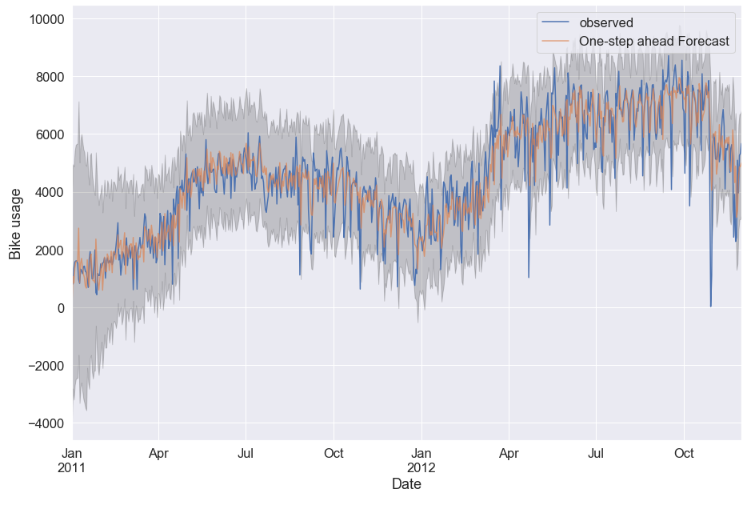 10000
observed
One-step ahead Forecast
8000
6000
4000
2000
0
−2000
−4000
Bike usage
Jan Apr Jul Oct Jan Apr Jul Oct
2011 2012
Date